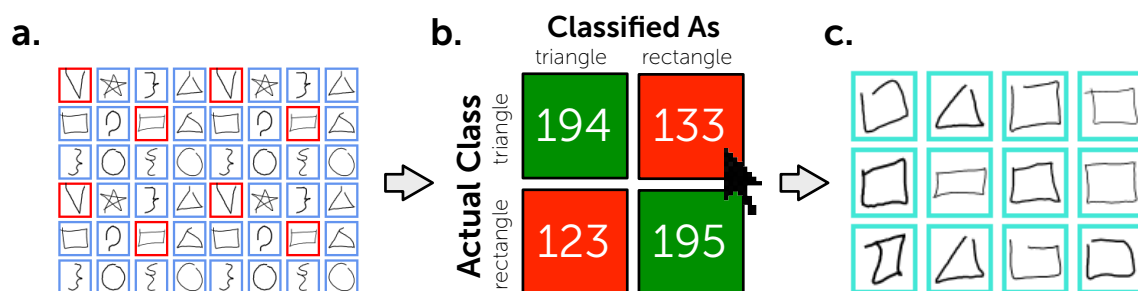 a.
b.
Classified As
triangle rectangle
Actual Class
triangle
rectangle
194 133
123 195
c.